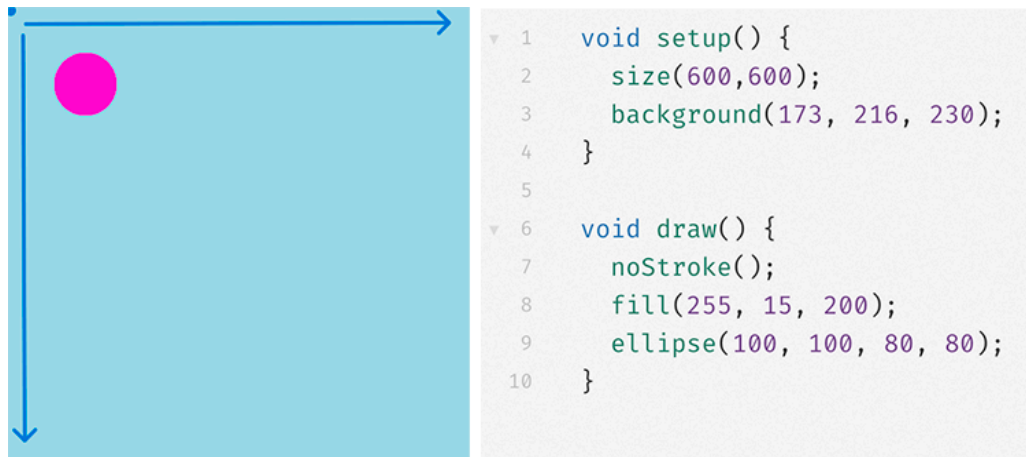 1 void setup() {
2 size(600,600);
3 background(173, 216, 230);
4 }
5
6 void draw() {
7 noStroke();
8 fill(255, 15, 200);
9 ellipse(100, 100, 80, 80);
10 }